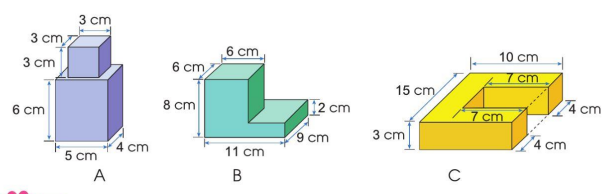 3 cm
3 cm
3 cm
6 cm
5 cm
4 cm
A
6 cm
6 cm
8 cm
2 cm
9 cm
11 cm
B
10 cm
7 cm
15 cm
4 cm
7 cm
3 cm
4 cm
C